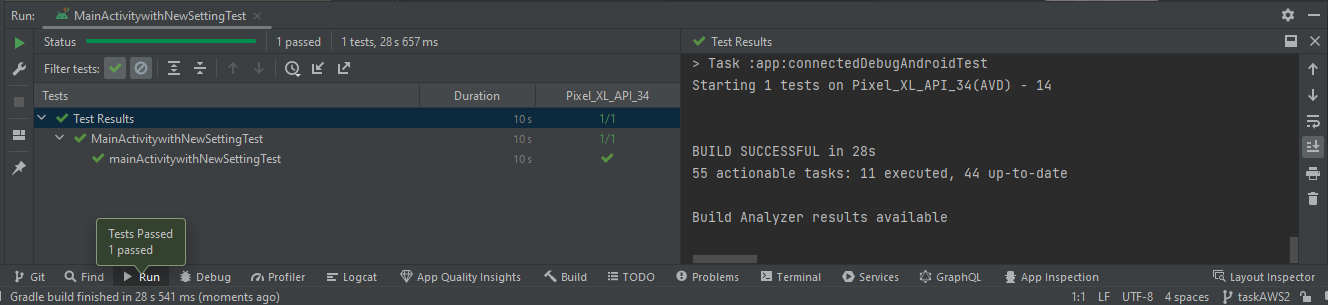 Run: MainActivitywithNewSettingTest
Status 1 passed 1 tests, 28 s 657 ms
Filter tests:
Tests Duration Pixel_XL_API_34
Test Results 10 s 1/1
MainActivitywithNewSettingTest 10 s 1/1
mainActivitywithNewSettingTest 10 s
Test Results
> Task :app:connectedDebugAndroidTest
Starting 1 tests on Pixel_XL_API_34(AVD) - 14
BUILD SUCCESSFUL in 28s
55 actionable tasks: 11 executed, 44 up-to-date
Build Analyzer results available
Tests Passed
1 passed
Git Find Run Debug Profiler Logcat App Quality Insights Build TODO Problems Terminal Services GraphQL App Inspection Layout Inspector
Gradle build finished in 28 s 541 ms (moments ago) 1:1 LF UTF-8 4 spaces taskAWS2